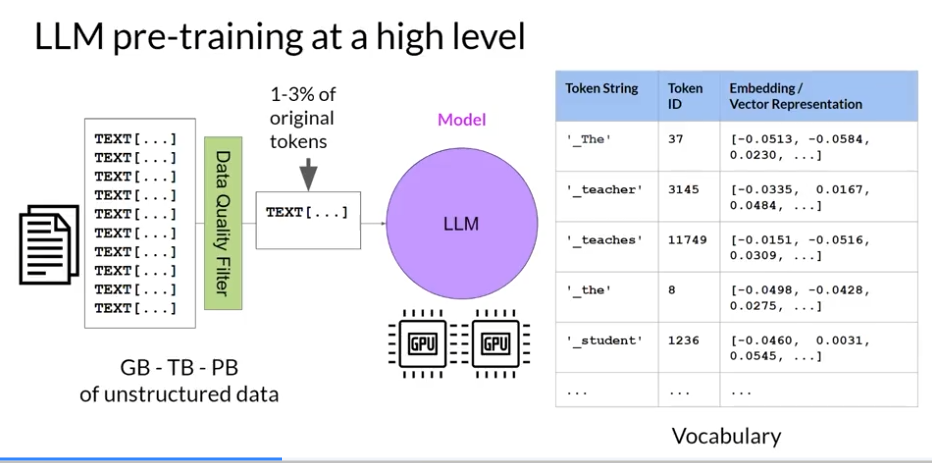 LLM pre-training at a high level
1-3% of
original
tokens
Model
TEXT[...]
TEXT[...]
TEXT[...]
TEXT[...]
TEXT[...]
TEXT[...]
TEXT[...]
TEXT[...]
TEXT[...]
TEXT[...]
Data Quality Filter
TEXT[...]
LLM
GPU
GPU
GB - TB - PB
of unstructured data
Token String Token ID Embedding / Vector Representation
'_The' 37 [-0.0513, -0.0584,
0.0230, ...]
'_teacher' 3145 [-0.0335, 0.0167,
0.0484, ...]
'_teaches' 11749 [-0.0151, -0.0516,
0.0309, ...]
'_the' 8 [-0.0498, -0.0428,
0.0275, ...]
'_student' 1236 [-0.0460, 0.0031,
0.0545, ...]
... ... ...
Vocabulary